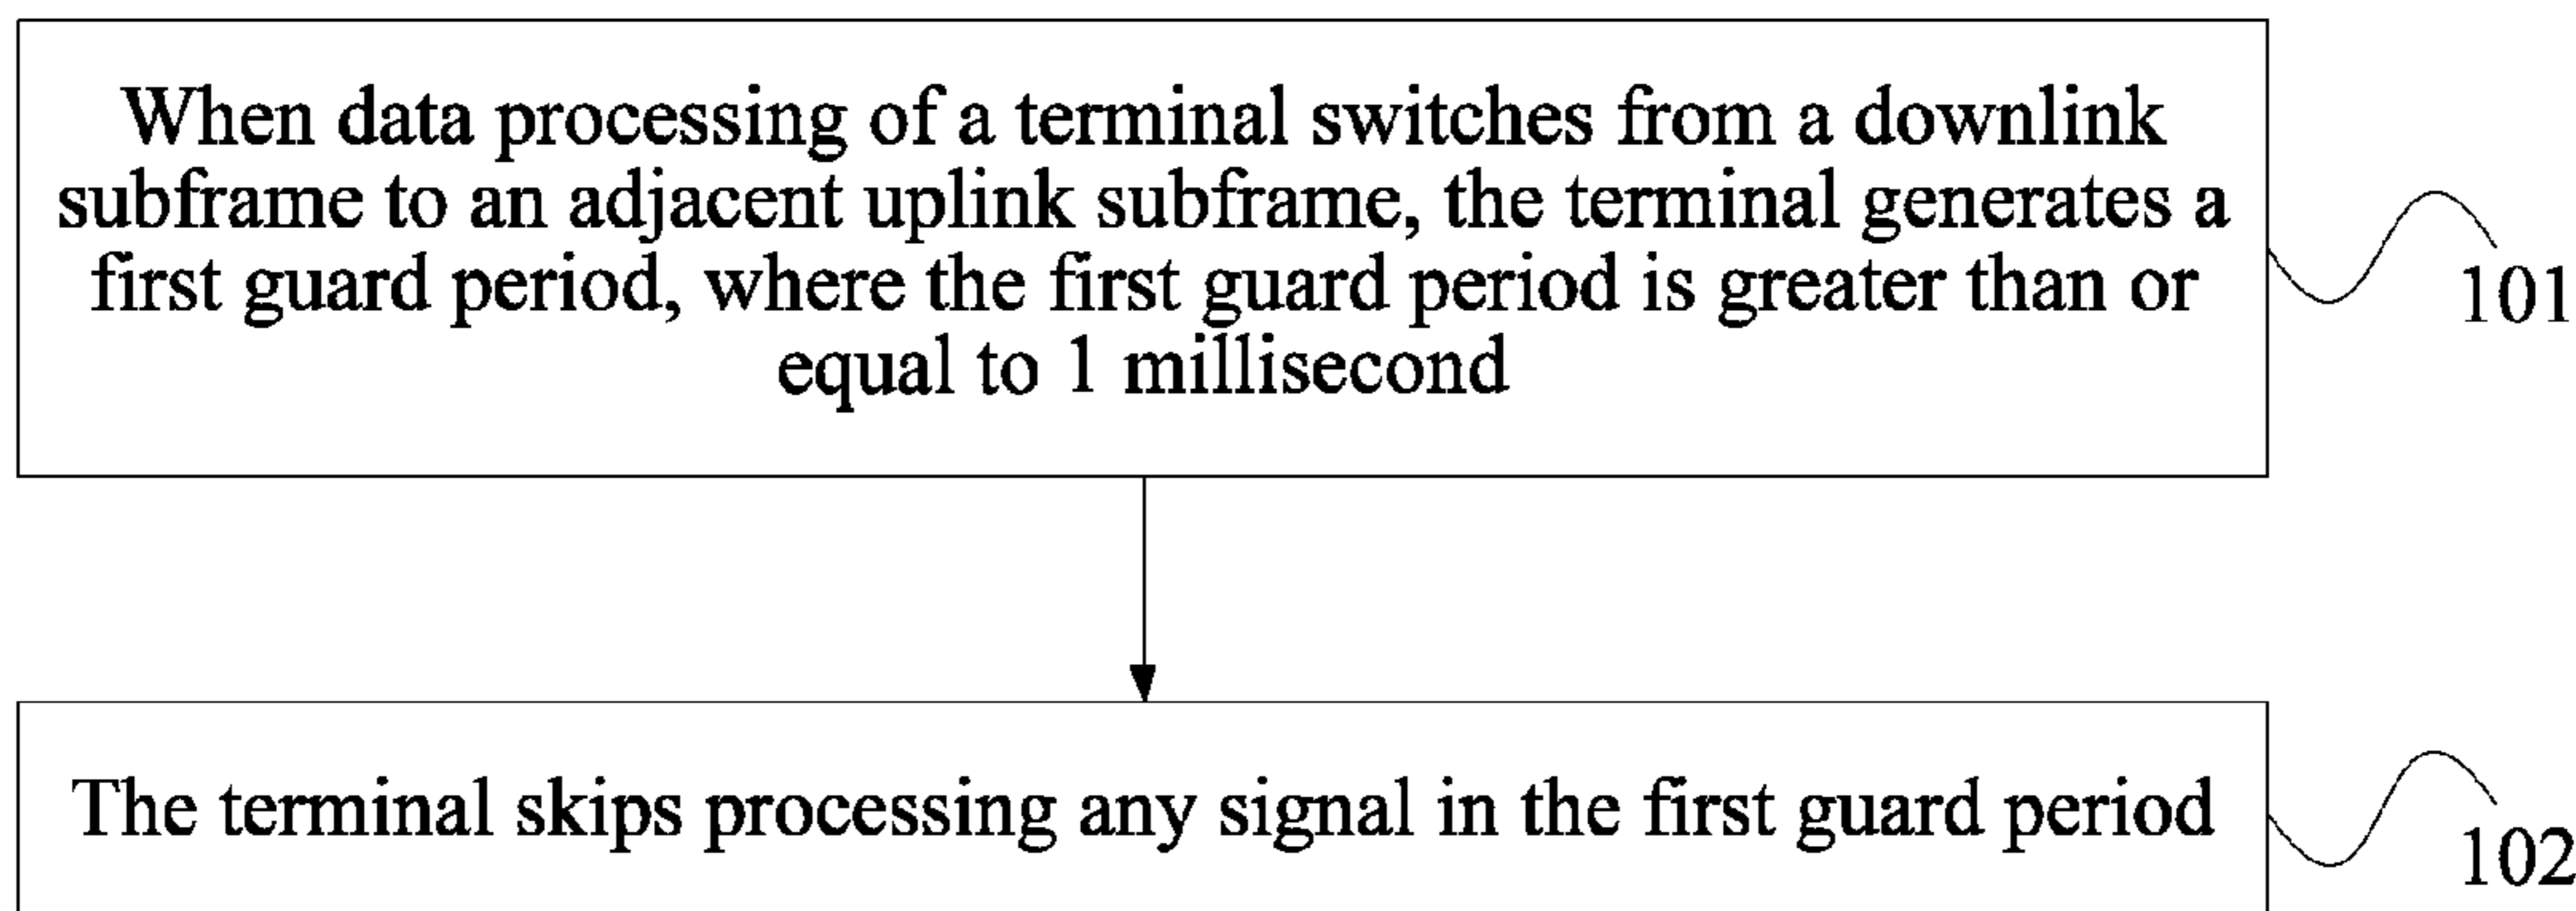 When data processing of a terminal switches from a downlink
subframe to an adjacent uplink subframe, the terminal generates a
first guard period, where the first guard period is greater than or
equal to 1 millisecond
101
The terminal skips processing any signal in the first guard period
102